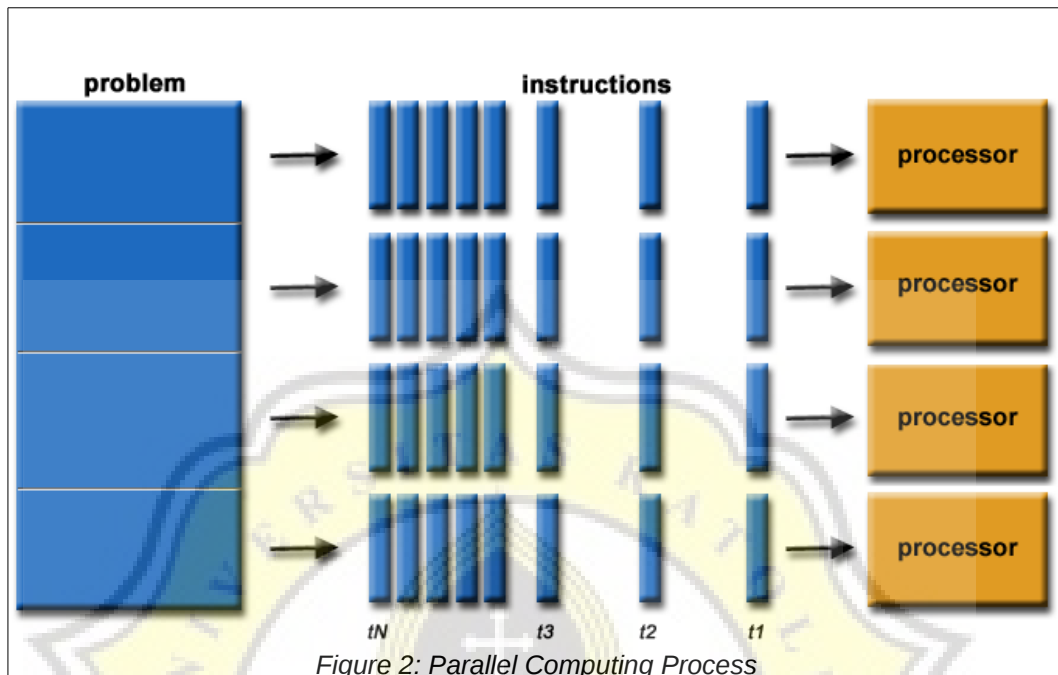 problem
instructions
processor
processor
processor
processor
tN t3 t2 t1
Figure 2: Parallel Computing Process